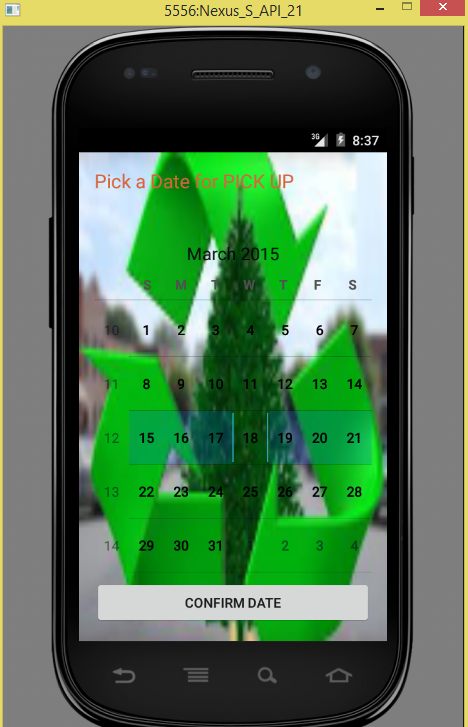 5556:Nexus_S_API_21
3G 8:37
Pick a Date for PICK UP
March 2015
S M T W T F S
10 1 2 3 4 5 6 7
11 8 9 10 11 12 13 14
12 15 16 17 18 19 20 21
13 22 23 24 25 26 27 28
14 29 30 31 1 2 3 4
CONFIRM DATE